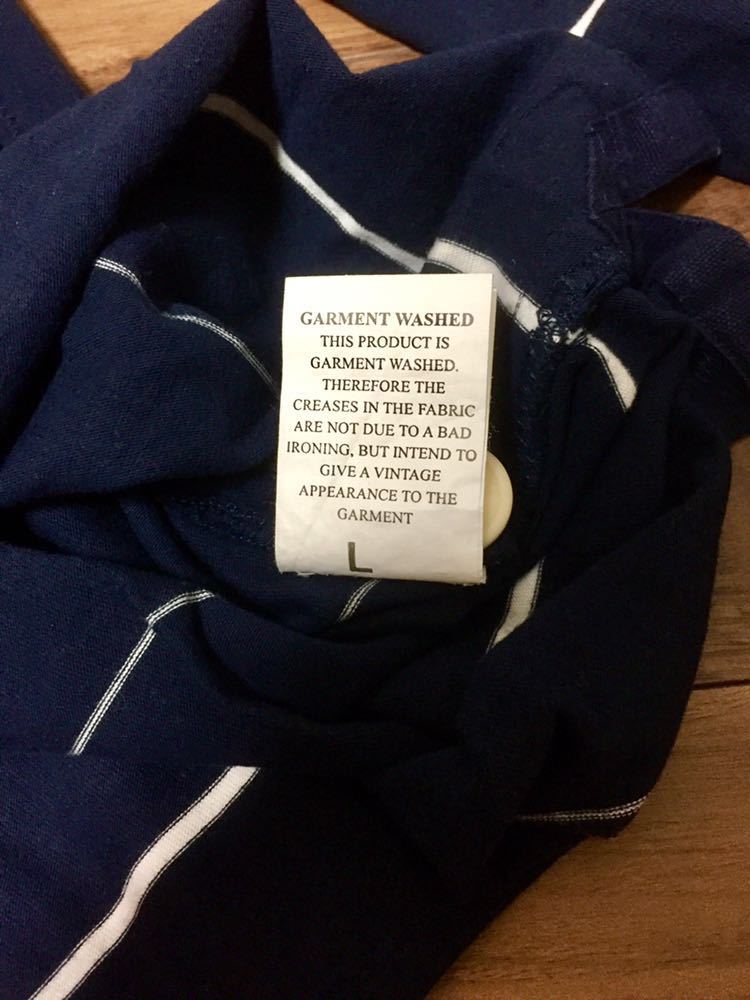 GARMENT WASHED
THIS PRODUCT IS
GARMENT WASHED.
THEREFORE THE
CREASES IN THE FABRIC
ARE NOT DUE TO A BAD
IRONING, BUT INTEND TO
GIVE A VINTAGE
APPEARANCE TO THE
GARMENT
L